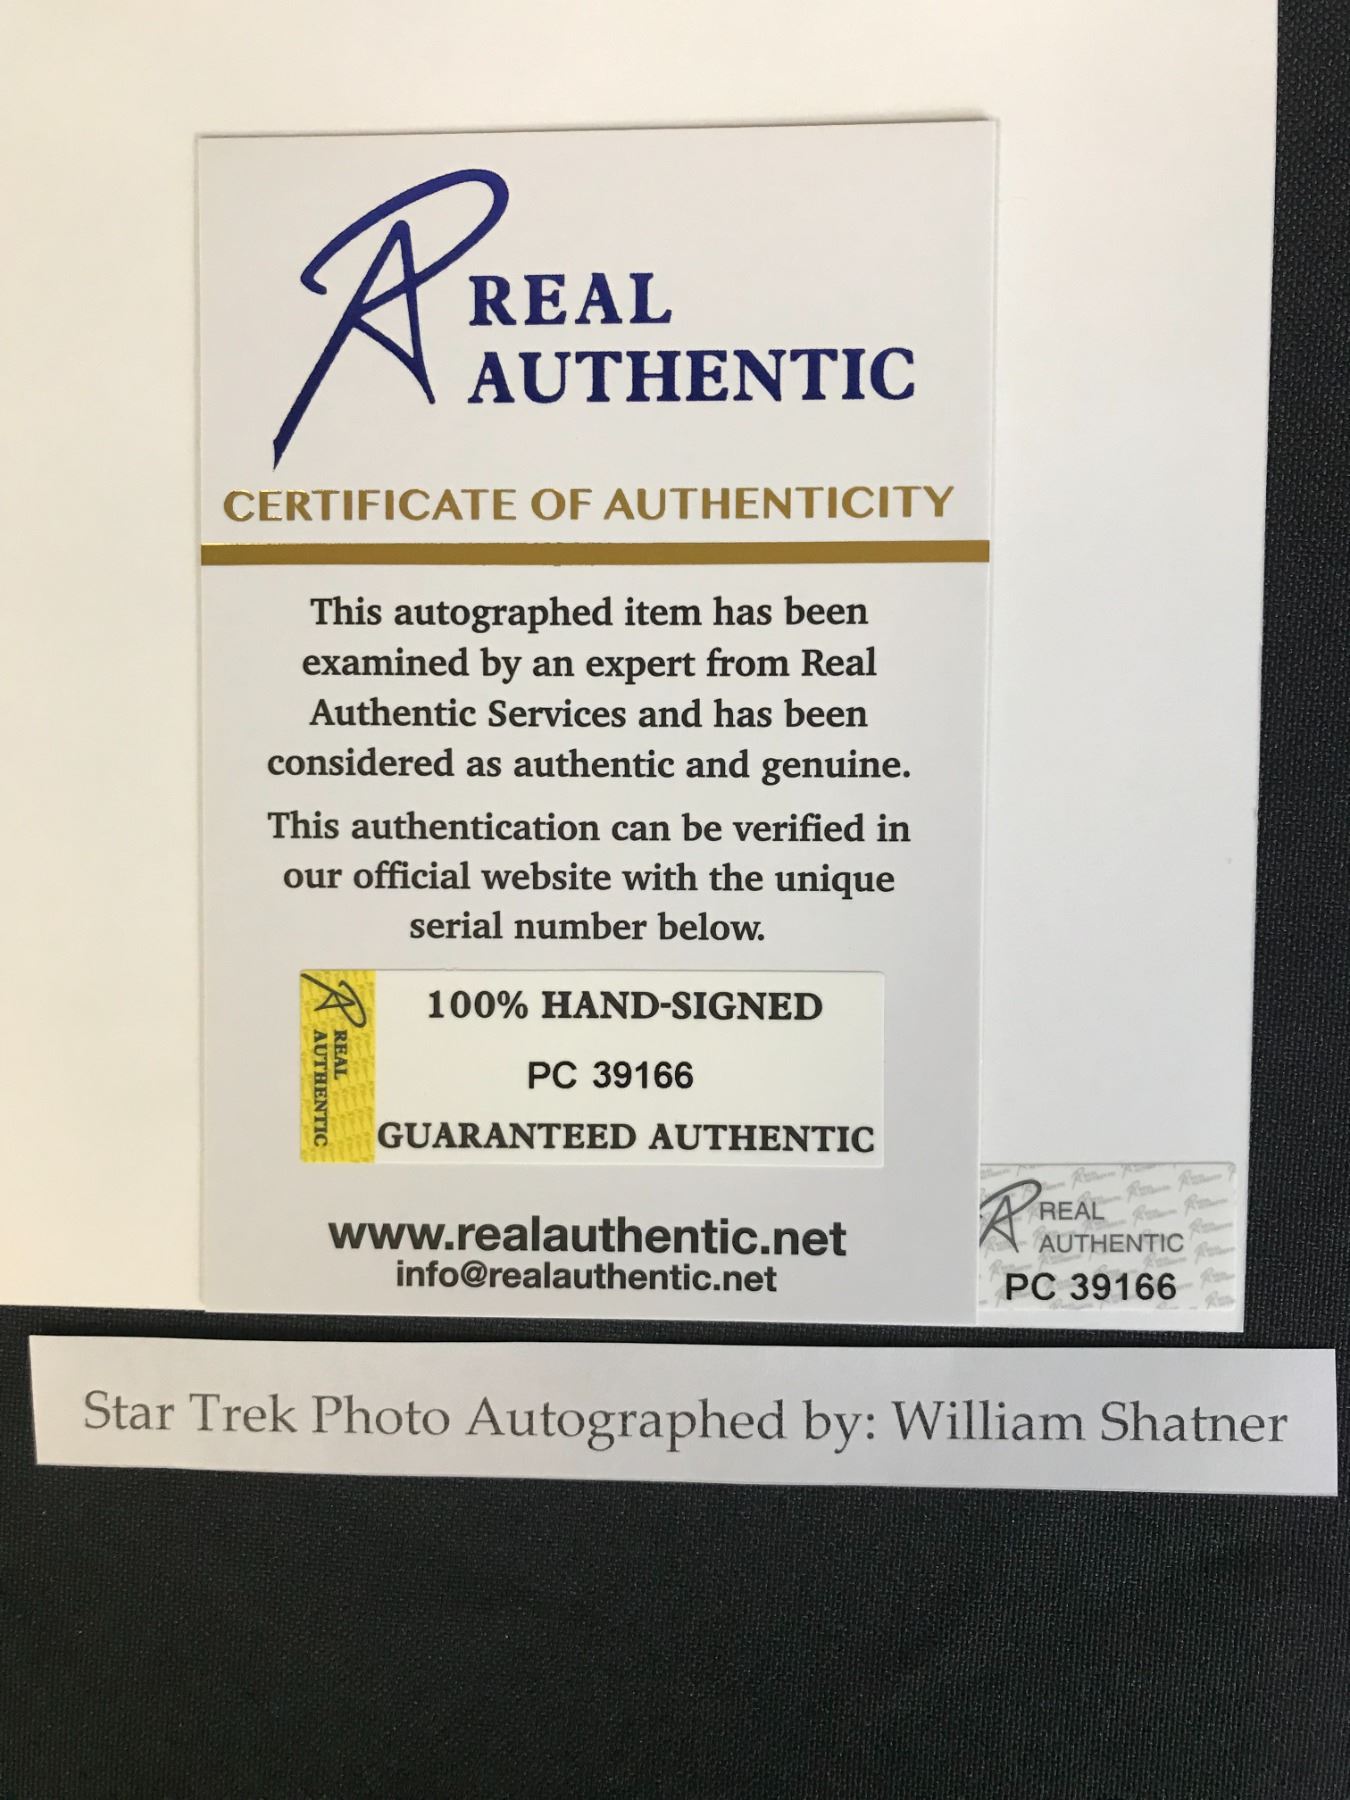 REAL
AUTHENTIC
CERTIFICATE OF AUTHENTICITY
This autographed item has been
examined by an expert from Real
Authentic Services and has been
considered as authentic and genuine.
This authentication can be verified in
our official website with the unique
serial number below.
REAL
AUTHENTIC
100% HAND-SIGNED
PC 39166
GUARANTEED AUTHENTIC
www.realauthentic.net
info@realauthentic.net
REAL
AUTHENTIC
PC 39166
Star Trek Photo Autographed by: William Shatner